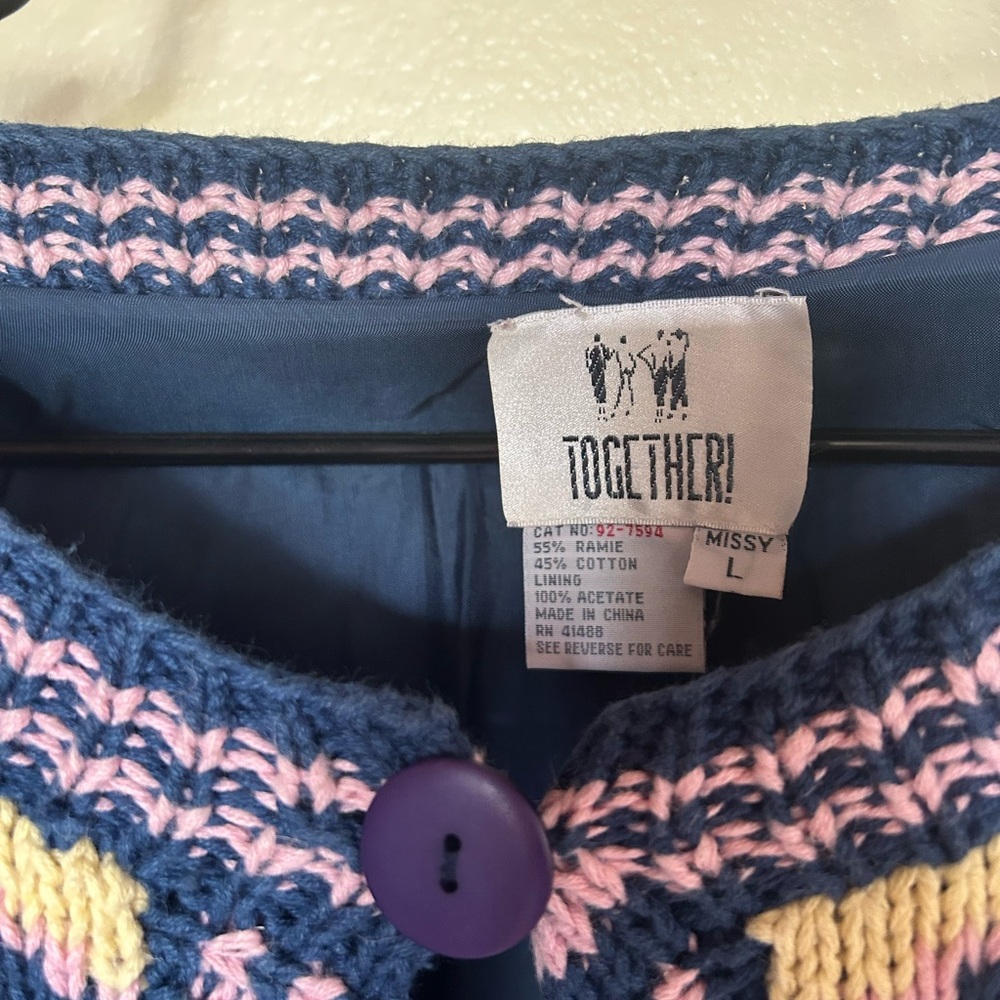 TOGETHER!
CAT NO: 92-7594
55% RAMIE
45% COTTON
LINING
100% ACETATE
MADE IN CHINA
RN 41488
SEE REVERSE FOR CARE
MISSY
L